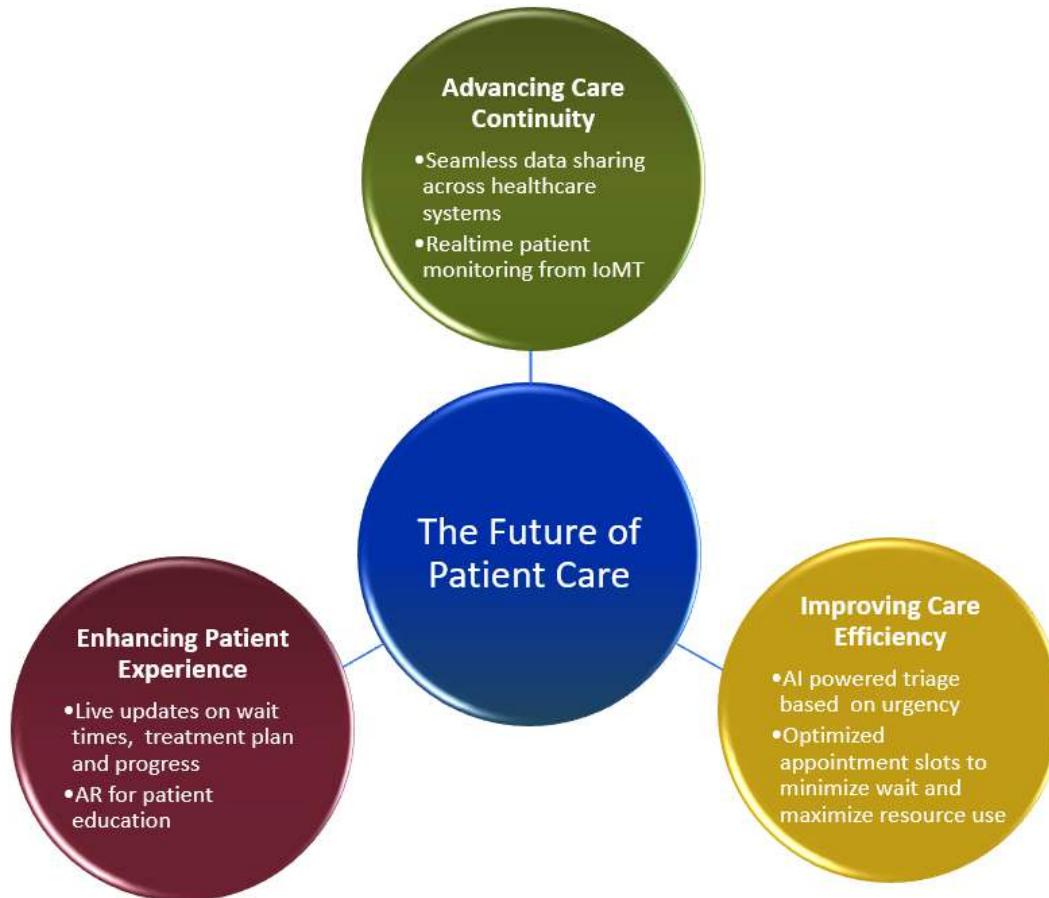 Advancing Care
Continuity
•Seamless data sharing
across healthcare
systems
•Realtime patient
monitoring from IoMT
The Future of
Patient Care
Enhancing Patient
Experience
•Live updates on wait
times, treatment plan
and progress
•AR for patient
education
Improving Care
Efficiency
•AI powered triage
based on urgency
•Optimized
appointment slots to
minimize wait and
maximize resource use